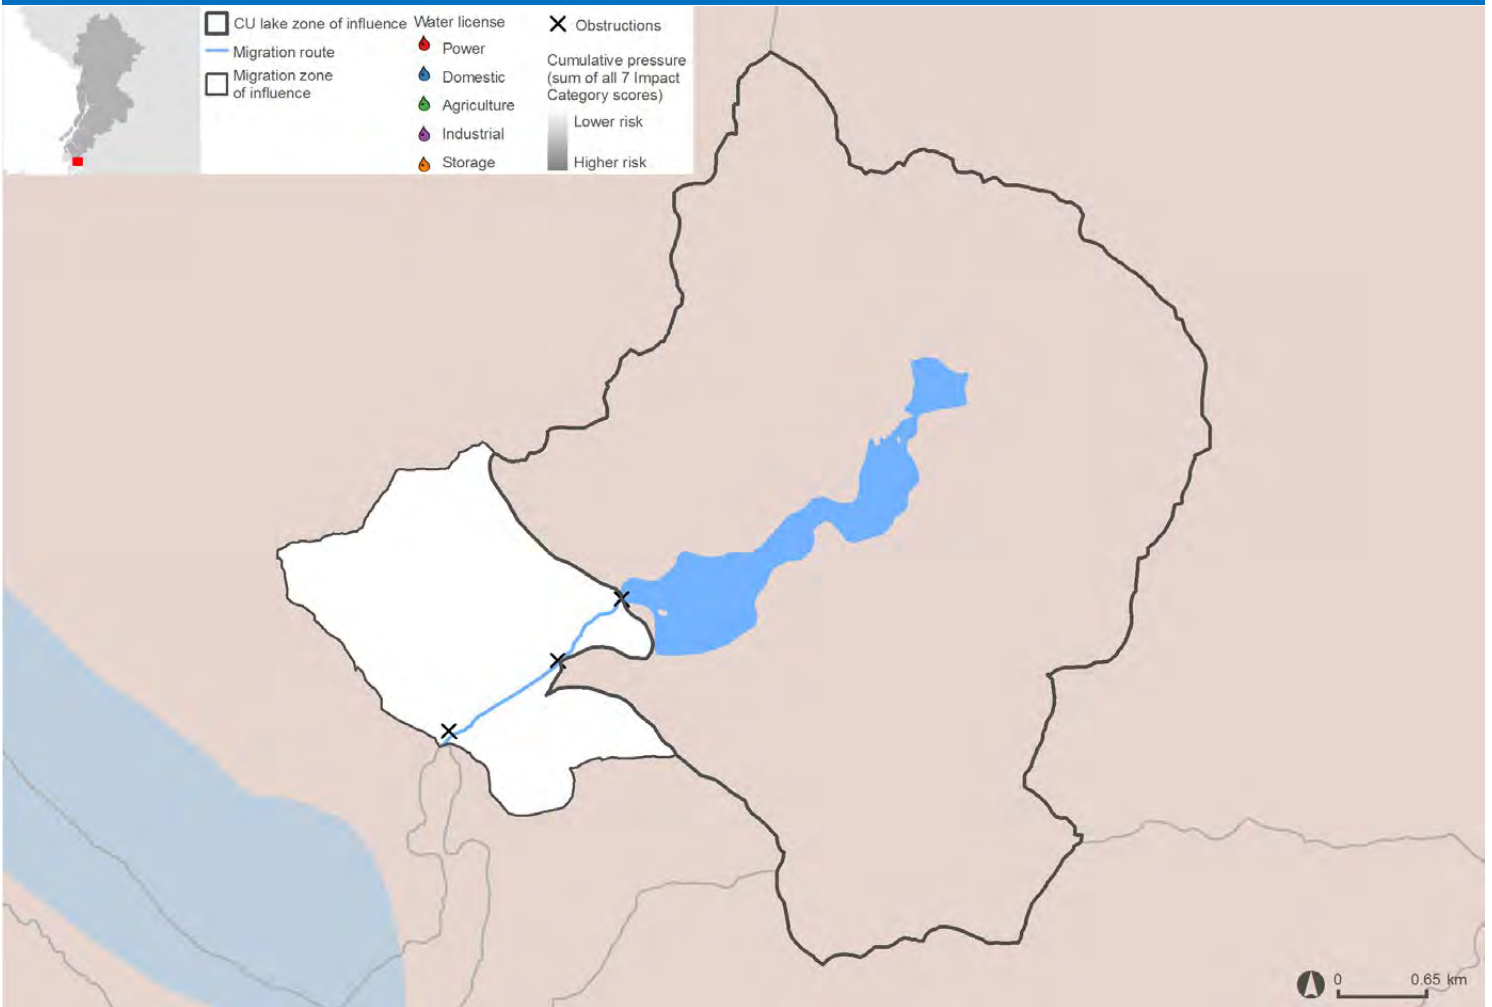 CU lake zone of influence
Migration route
Migration zone
of influence
Water license
Power
Domestic
Agriculture
Industrial
Storage
Obstructions
Cumulative pressure
(sum of all 7 Impact
Category scores)
Lower risk
Higher risk
0 0.65 km